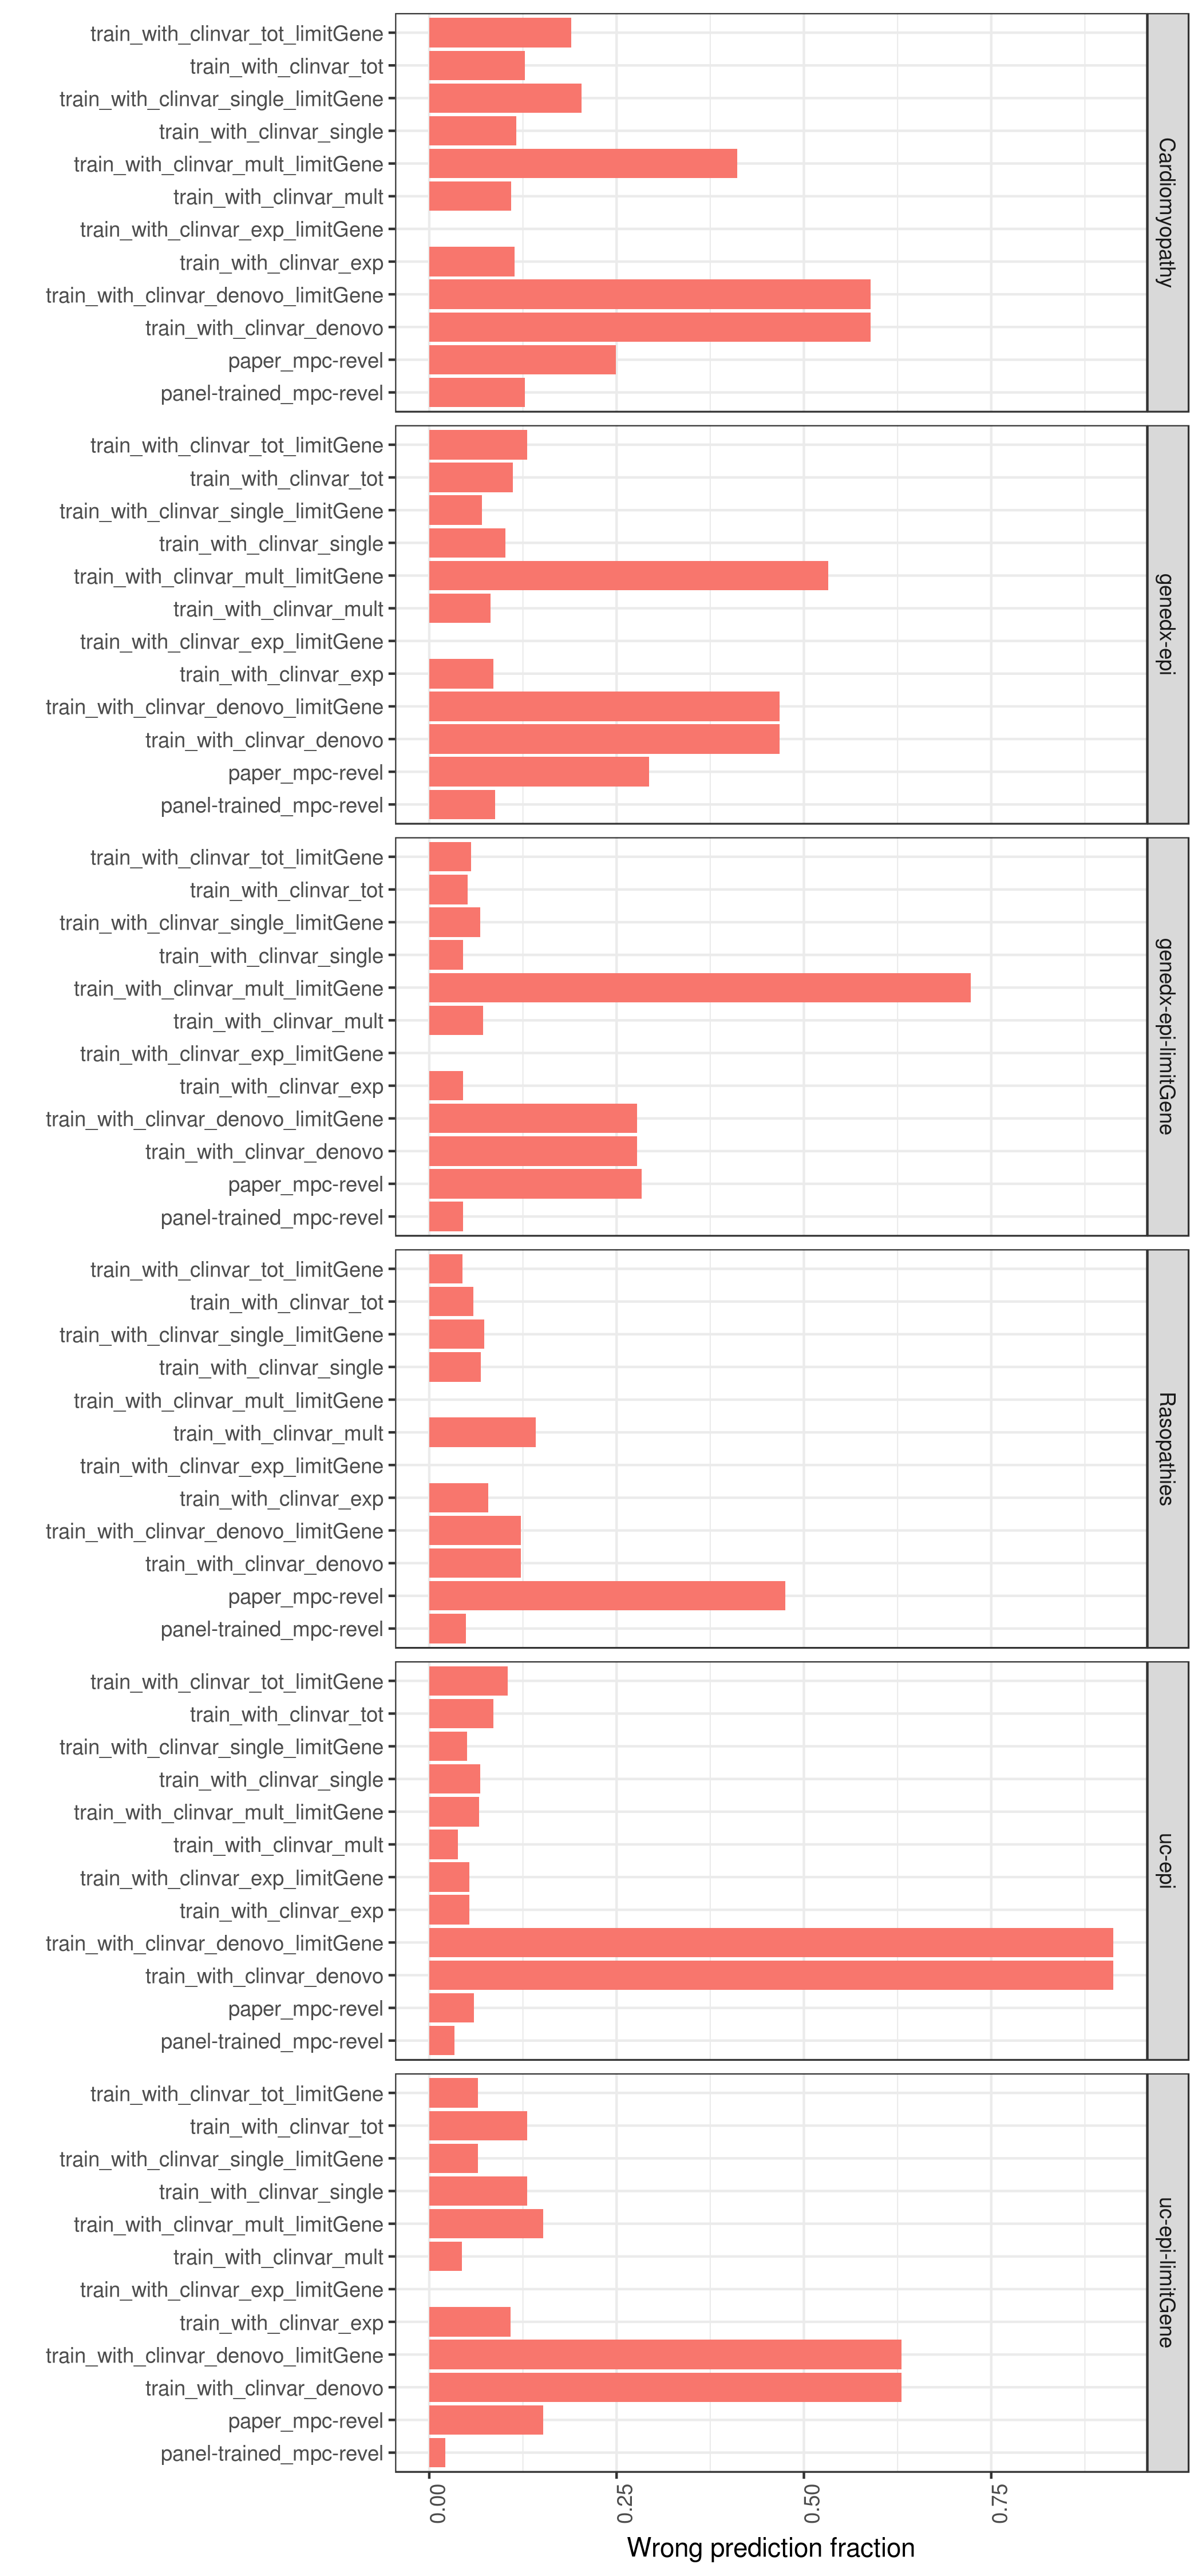 train_with_clinvar_tot_limitGene
train_with_clinvar_tot
train_with_clinvar_single_limitGene
train_with_clinvar_single
train_with_clinvar_mult_limitGene
train_with_clinvar_mult
train_with_clinvar_exp_limitGene
train_with_clinvar_exp
train_with_clinvar_denovo_limitGene
train_with_clinvar_denovo
paper_mpc-revel
panel-trained_mpc-revel
Cardiomyopathy
train_with_clinvar_tot_limitGene
train_with_clinvar_tot
train_with_clinvar_single_limitGene
train_with_clinvar_single
train_with_clinvar_mult_limitGene
train_with_clinvar_mult
train_with_clinvar_exp_limitGene
train_with_clinvar_exp
train_with_clinvar_denovo_limitGene
train_with_clinvar_denovo
paper_mpc-revel
panel-trained_mpc-revel
genedx-epi
train_with_clinvar_tot_limitGene
train_with_clinvar_tot
train_with_clinvar_single_limitGene
train_with_clinvar_single
train_with_clinvar_mult_limitGene
train_with_clinvar_mult
train_with_clinvar_exp_limitGene
train_with_clinvar_exp
train_with_clinvar_denovo_limitGene
train_with_clinvar_denovo
paper_mpc-revel
panel-trained_mpc-revel
genedx-epi-limitGene
train_with_clinvar_tot_limitGene
train_with_clinvar_tot
train_with_clinvar_single_limitGene
train_with_clinvar_single
train_with_clinvar_mult_limitGene
train_with_clinvar_mult
train_with_clinvar_exp_limitGene
train_with_clinvar_exp
train_with_clinvar_denovo_limitGene
train_with_clinvar_denovo
paper_mpc-revel
panel-trained_mpc-revel
Rasopathies
train_with_clinvar_tot_limitGene
train_with_clinvar_tot
train_with_clinvar_single_limitGene
train_with_clinvar_single
train_with_clinvar_mult_limitGene
train_with_clinvar_mult
train_with_clinvar_exp_limitGene
train_with_clinvar_exp
train_with_clinvar_denovo_limitGene
train_with_clinvar_denovo
paper_mpc-revel
panel-trained_mpc-revel
uc-epi
train_with_clinvar_tot_limitGene
train_with_clinvar_tot
train_with_clinvar_single_limitGene
train_with_clinvar_single
train_with_clinvar_mult_limitGene
train_with_clinvar_mult
train_with_clinvar_exp_limitGene
train_with_clinvar_exp
train_with_clinvar_denovo_limitGene
train_with_clinvar_denovo
paper_mpc-revel
panel-trained_mpc-revel
uc-epi-limitGene
0.00
0.25
0.50
0.75
Wrong prediction fraction